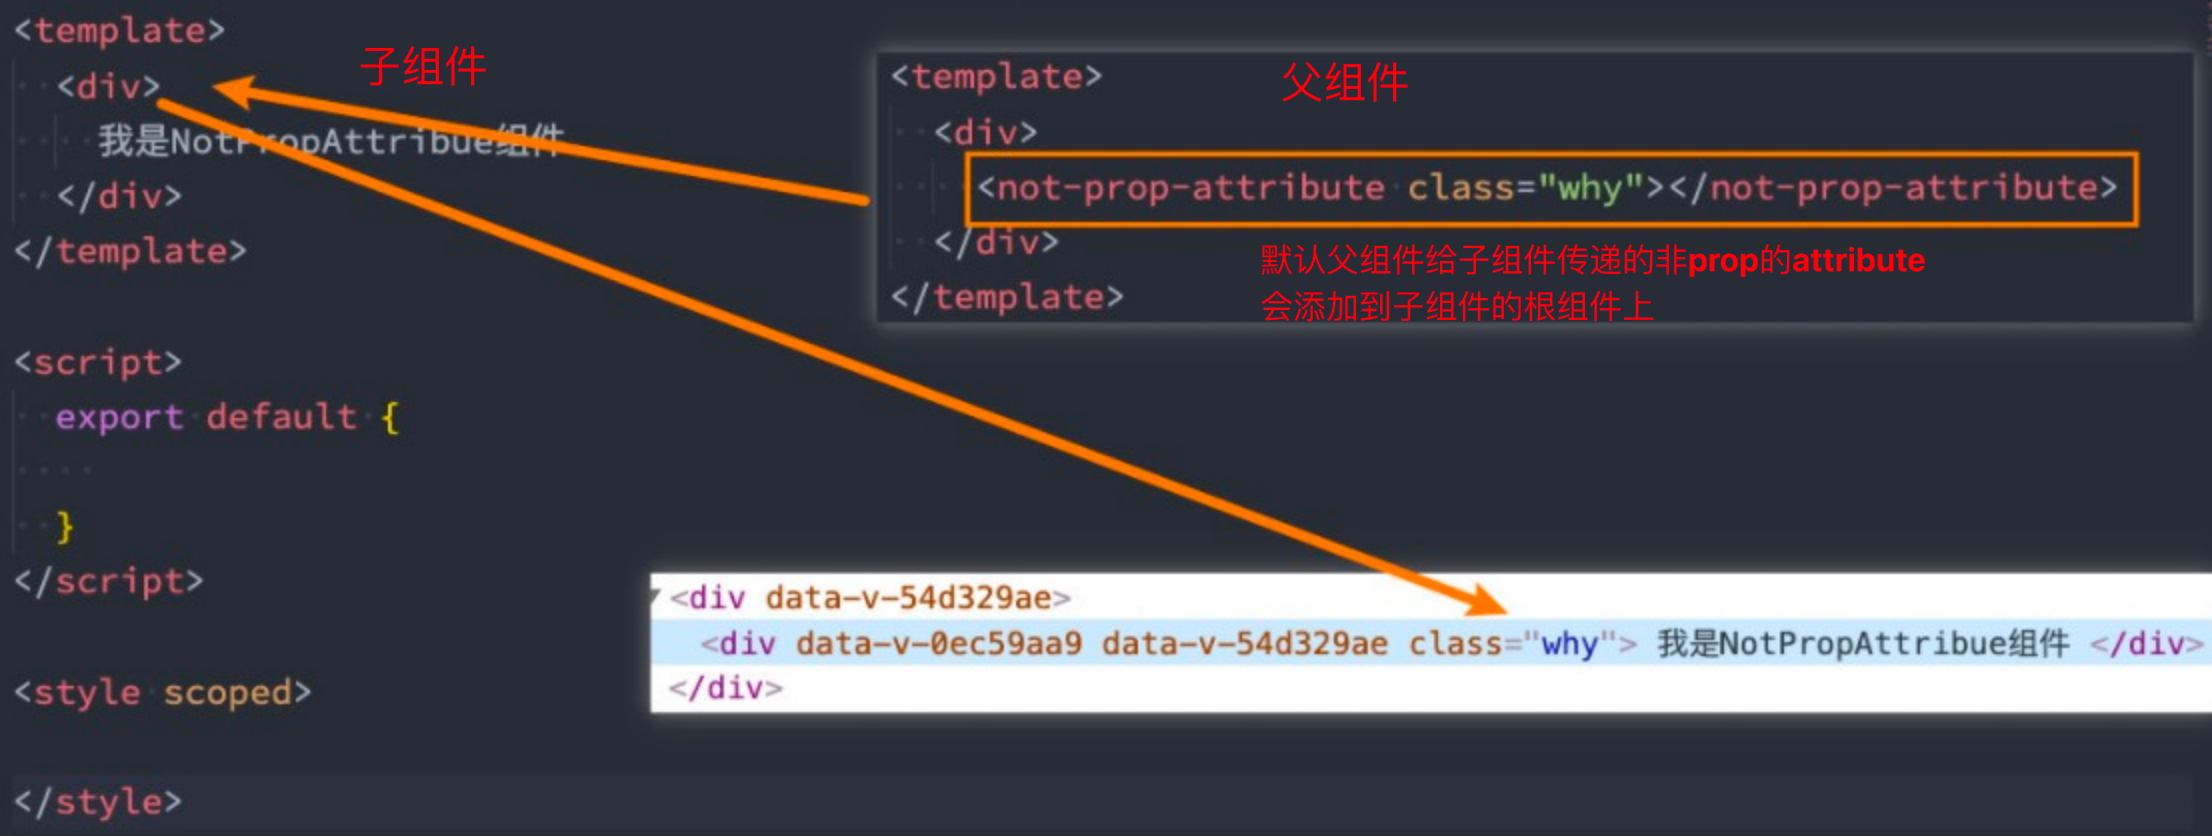 <template>
<div>
我是NotPropAttribue组件
</div>
</template>
<script>
export default {
}
</script>
<style scoped>
</style>
子组件
<template>
父组件
<div>
<not-prop-attribute class="why"></not-prop-attribute>
</div>
</template>
默认父组件给子组件传递的非prop的attribute
会添加到子组件的根组件上
<div data-v-54d329ae>
<div data-v-0ec59aa9 data-v-54d329ae class="why"> 我是NotPropAttribue组件 </div>
</div>